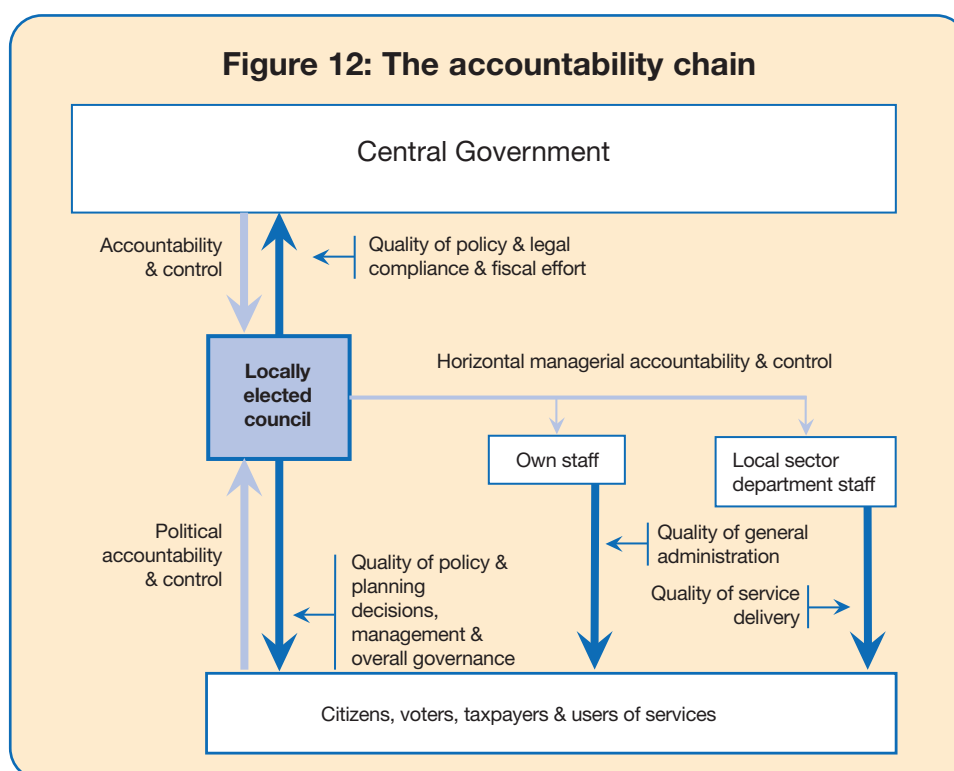 Figure 12: The accountability chain
Central Government
Accountability
& control
Quality of policy & legal
compliance & fiscal effort
Locally
elected
council
Horizontal managerial accountability & control
Own staff
Local sector
department staff
Political
accountability
& control
Quality of policy &
planning
decisions,
management &
overall governance
Quality of general
administration
Quality of service
delivery
Citizens, voters, taxpayers & users of services